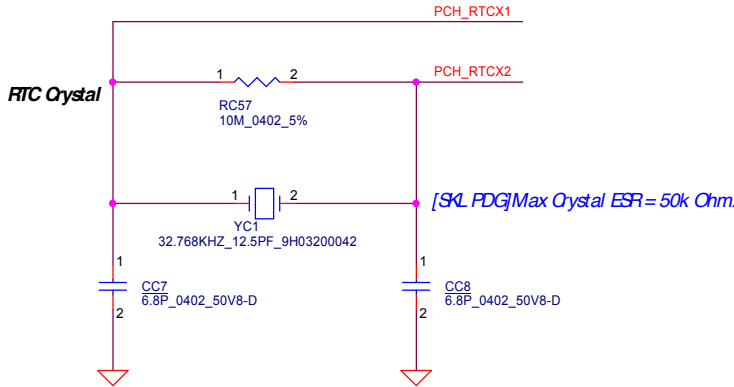 PCH_RTCX1
1
2
PCH_RTCX2
RTC Crystal
RC57
10M_0402_5%
1
2
[SKL PDG]Max Crystal ESR = 50k Ohm.
YC1
32.768KHZ_12.5PF_9H03200042
1
1
CC7
CC8
6.8P_0402_50V8-D
6.8P_0402_50V8-D
2
2